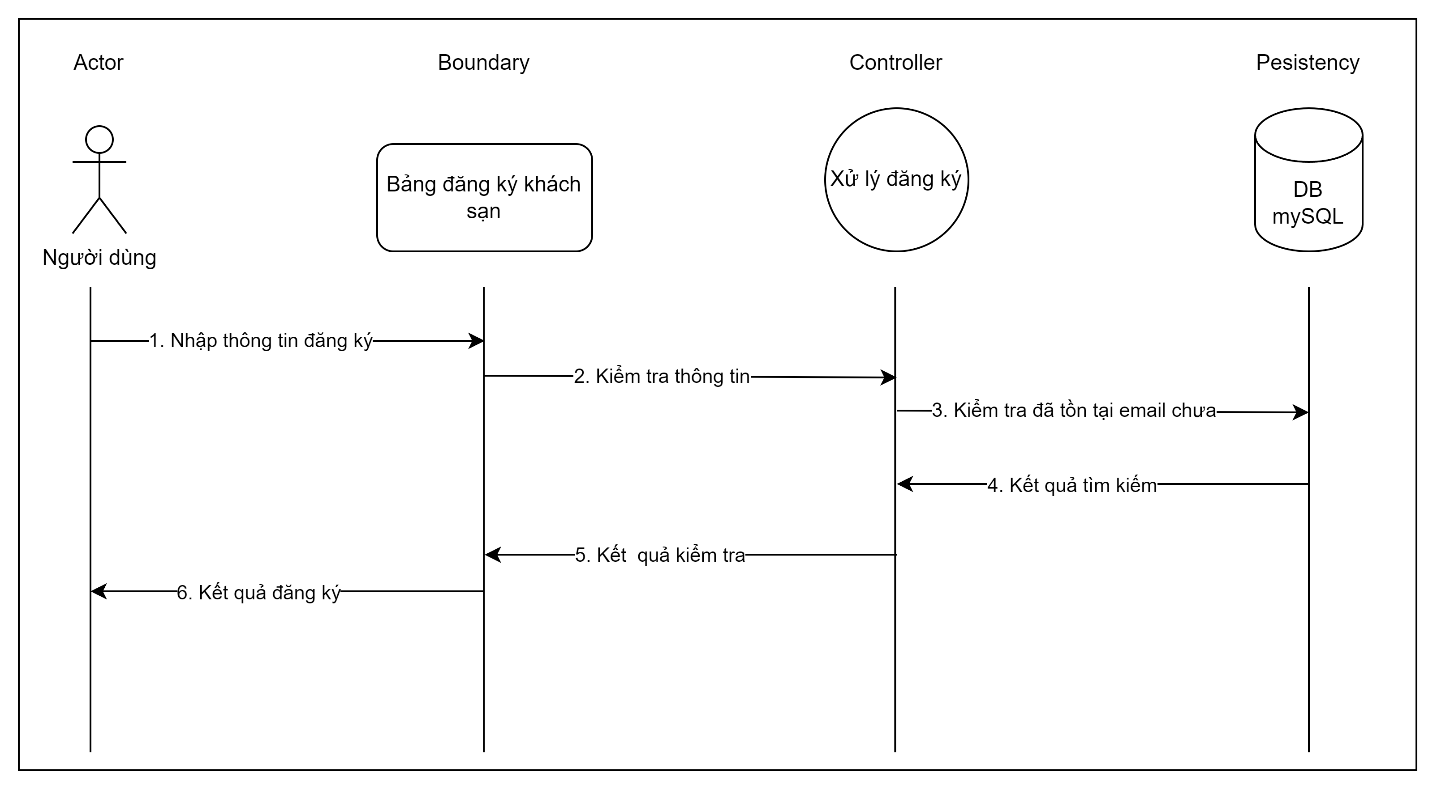 Actor
Boundary
Controller
Pesistency
Bảng đăng ký khách
sạn
Xử lý đăng ký
DB
mySQL
Người dùng
1. Nhập thông tin đăng ký
2. Kiểm tra thông tin
3. Kiểm tra đã tồn tại email chưa
4. Kết quả tìm kiếm
5. Kết  quả kiểm tra
6. Kết quả đăng ký